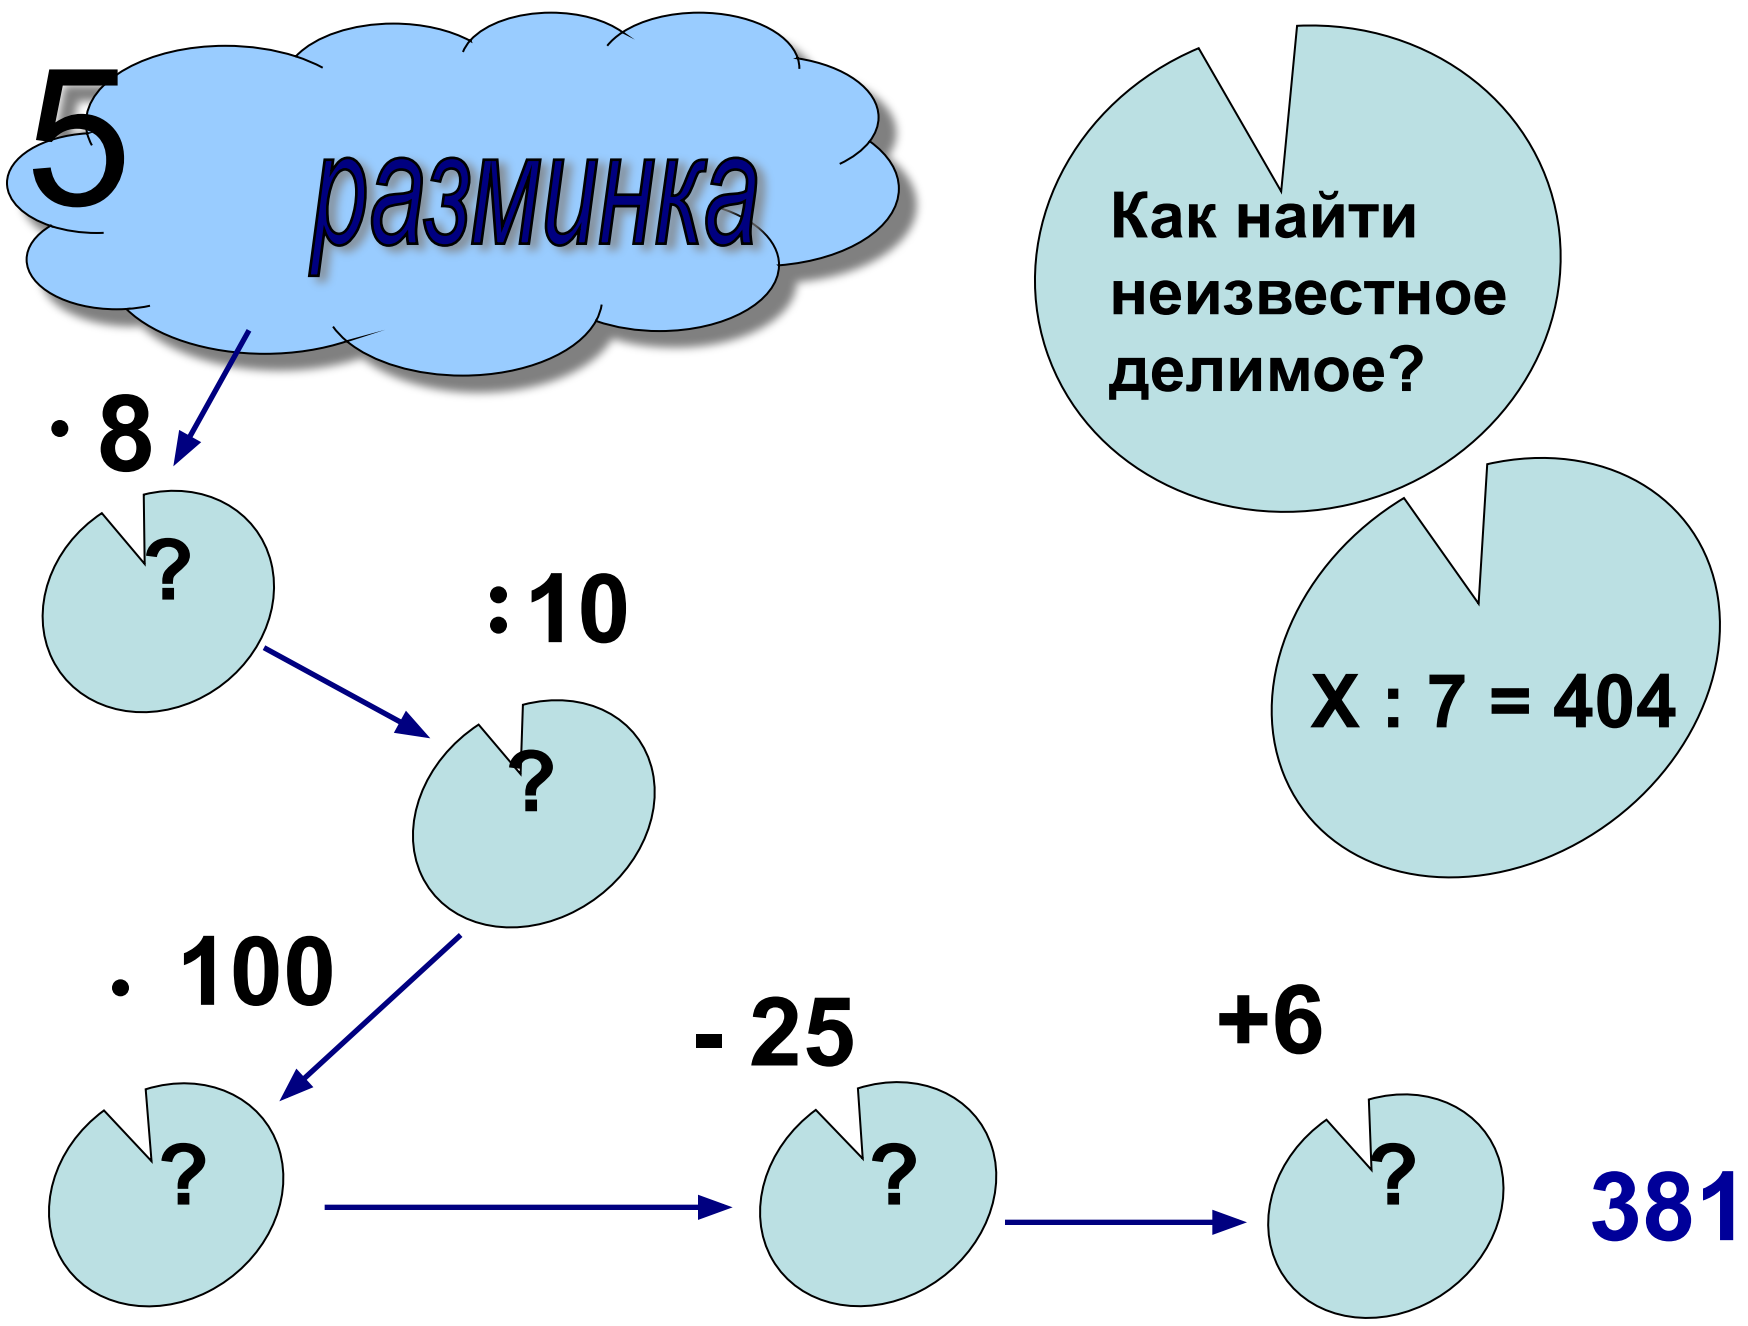 5
разминка
Как найти
неизвестное
делимое?
· 8
?
:10
?
Х : 7 = 404
· 100
- 25
+6
?
?
?
381